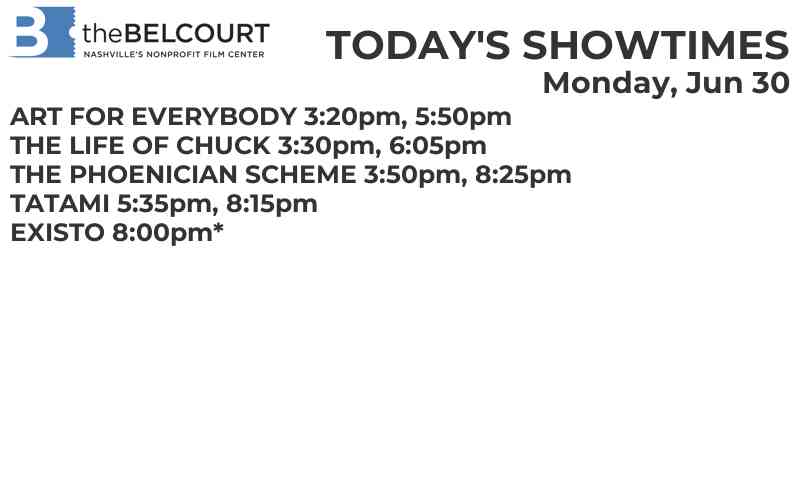 B theBELCOURT
NASHVILLE'S NONPROFIT FILM CENTER
TODAY'S SHOWTIMES
Monday, Jun 30
ART FOR EVERYBODY 3:20pm, 5:50pm
THE LIFE OF CHUCK 3:30pm, 6:05pm
THE PHOENICIAN SCHEME 3:50pm, 8:25pm
TATAMI 5:35pm, 8:15pm
EXISTO 8:00pm*